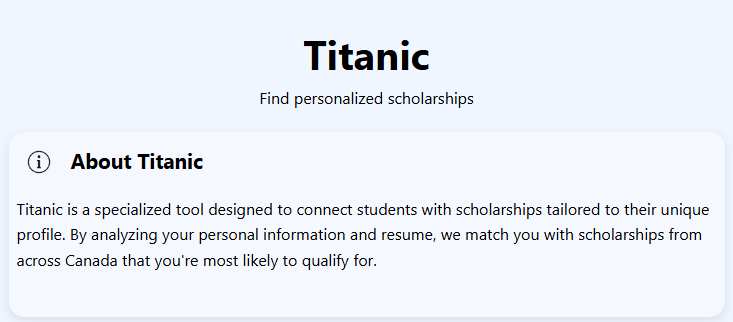 Titanic
Find personalized scholarships
About Titanic
Titanic is a specialized tool designed to connect students with scholarships tailored to their unique
profile. By analyzing your personal information and resume, we match you with scholarships from
across Canada that you're most likely to qualify for.